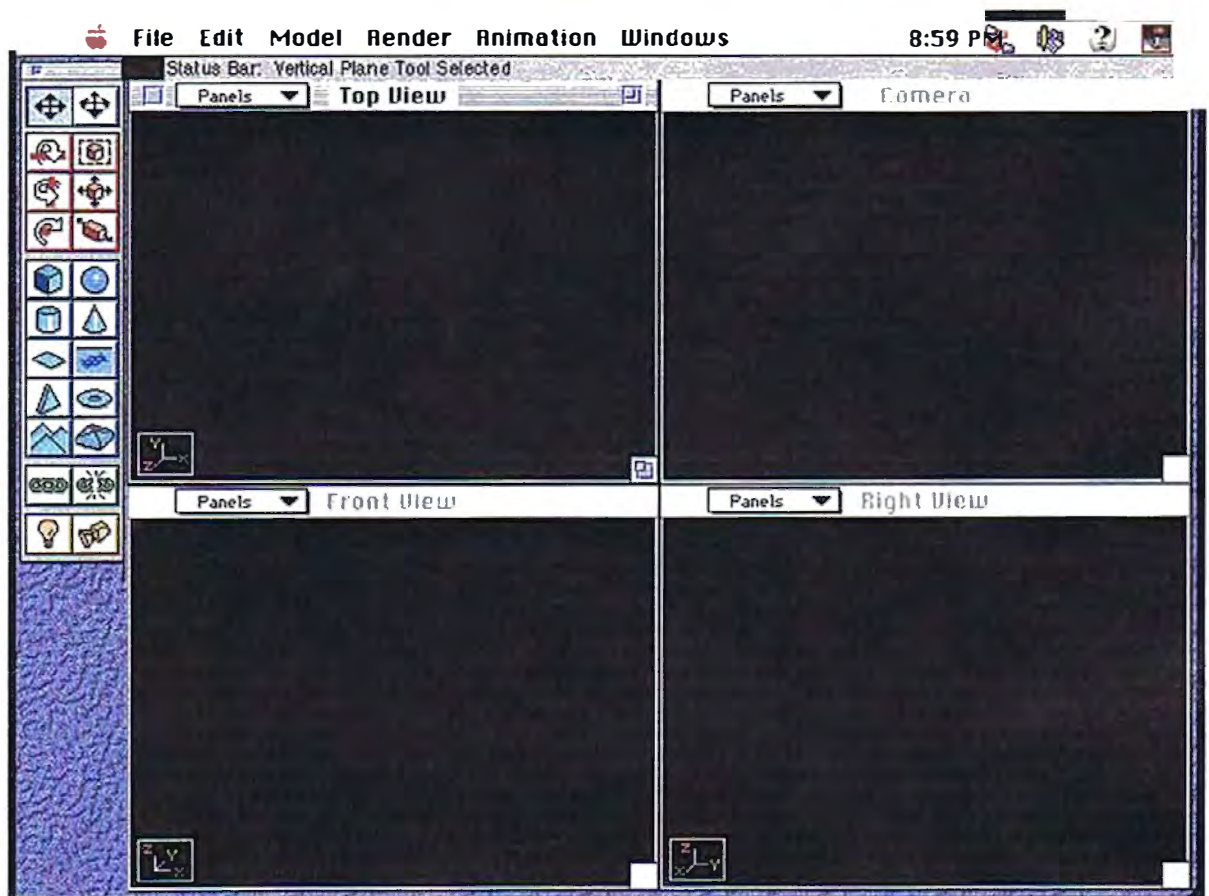 File Edit Model Render Animation Windows 8:59 PM
Status Bar: Vertical Plane Tool Selected
Panels Top View
Panels Camera
Y
Z X
Panels Front View
Panels Right View
Z Y
X
Z
X Y